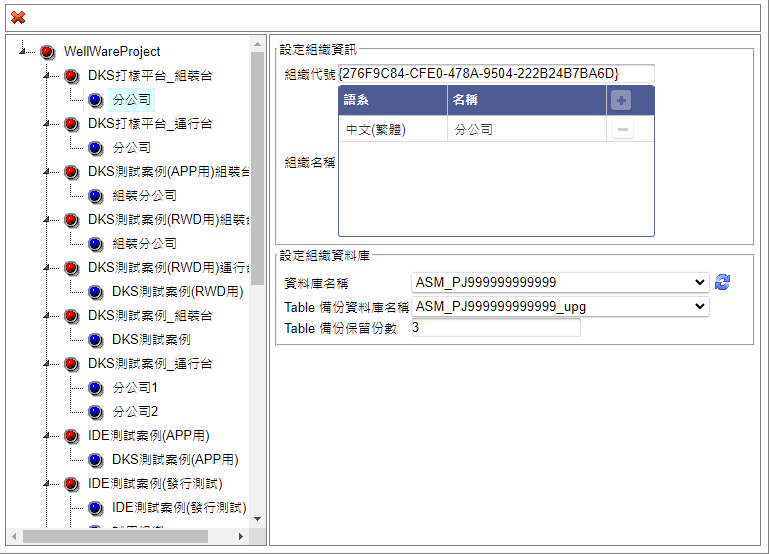 WellWareProject
DKS打樣平台_組裝台
分公司
DKS打樣平台_運行台
分公司
DKS測試案例(APP用)組裝台
組裝分公司
DKS測試案例(RWD用)組裝
組裝分公司
DKS測試案例(RWD用)運行
DKS測試案例(RWD用)
DKS測試案例_組裝台
DKS測試案例
DKS測試案例_運行台
分公司1
分公司2
IDE測試案例(APP用)
DKS測試案例(APP用)
IDE測試案例(發行測試)
IDE測試案例(發行測試)
設定組織資訊
組織代號 {276F9C84-CFE0-478A-9504-222B24B7BA6D}
語系 名稱
中文(繁體) 分公司
組織名稱
設定組織資料庫
資料庫名稱 ASM_PJ999999999999
Table 備份資料庫名稱 ASM_PJ999999999999_upg
Table 備份保留份數 3